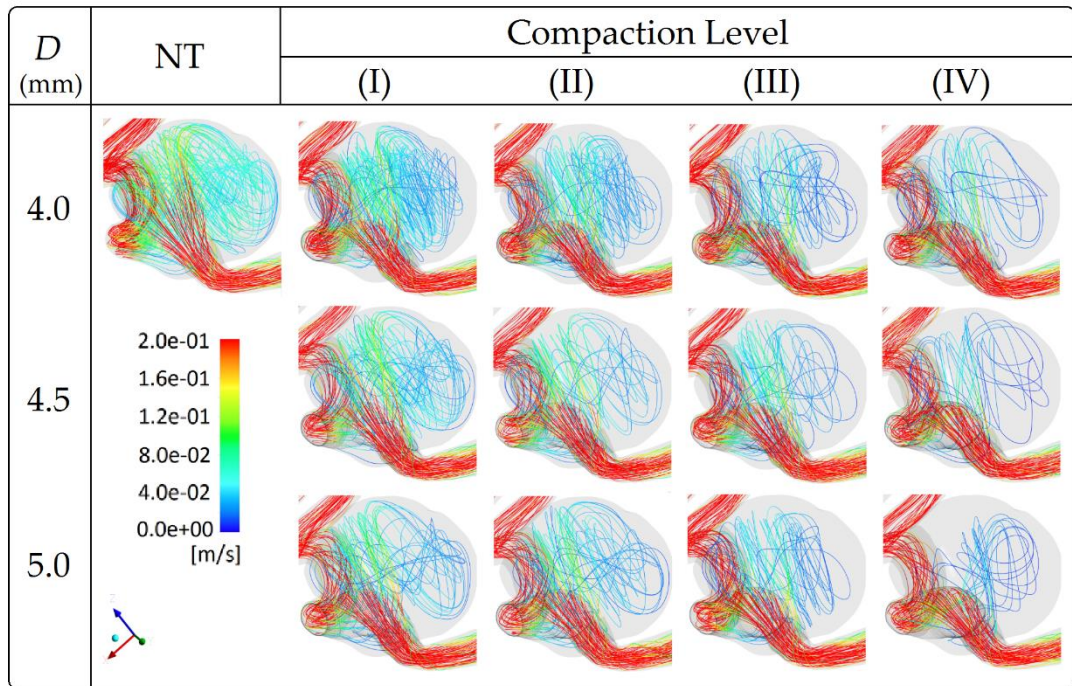 D
(mm)
NT
Compaction Level
(I)
(II)
(III)
(IV)
4.0
2.0e-01
1.6e-01
1.2e-01
8.0e-02
4.0e-02
0.0e+00
[m/s]
4.5
5.0